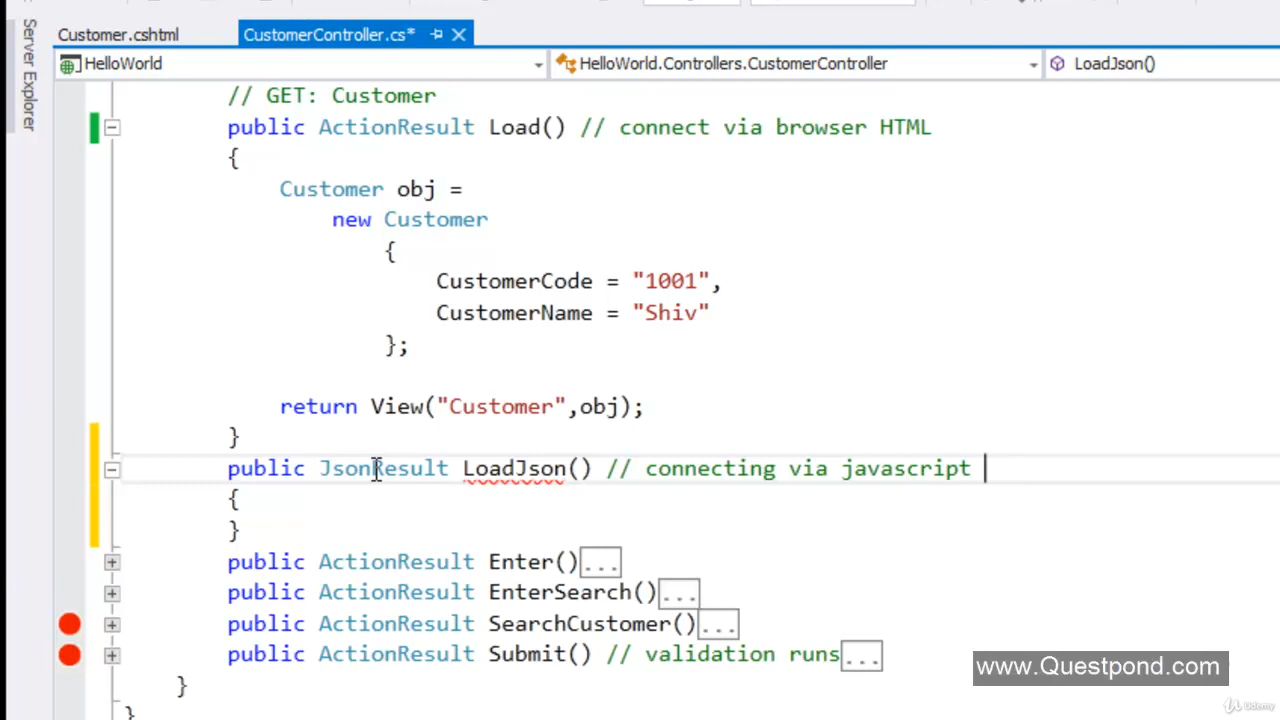 Customer.cshtml
CustomerController.cs*
Server Explorer
HelloWorld
HelloWorld.Controllers.CustomerController
LoadJson()
// GET: Customer
public ActionResult Load() // connect via browser HTML
{
Customer obj =
new Customer
{
CustomerCode = "1001",
CustomerName = "Shiv"
};
return View("Customer",obj);
}
public JsonResult LoadJson() // connecting via javascript
{
}
public ActionResult Enter()...
public ActionResult EnterSearch()...
public ActionResult SearchCustomer()...
public ActionResult Submit() // validation runs...
}
}
www.Questpond.com
Udemy